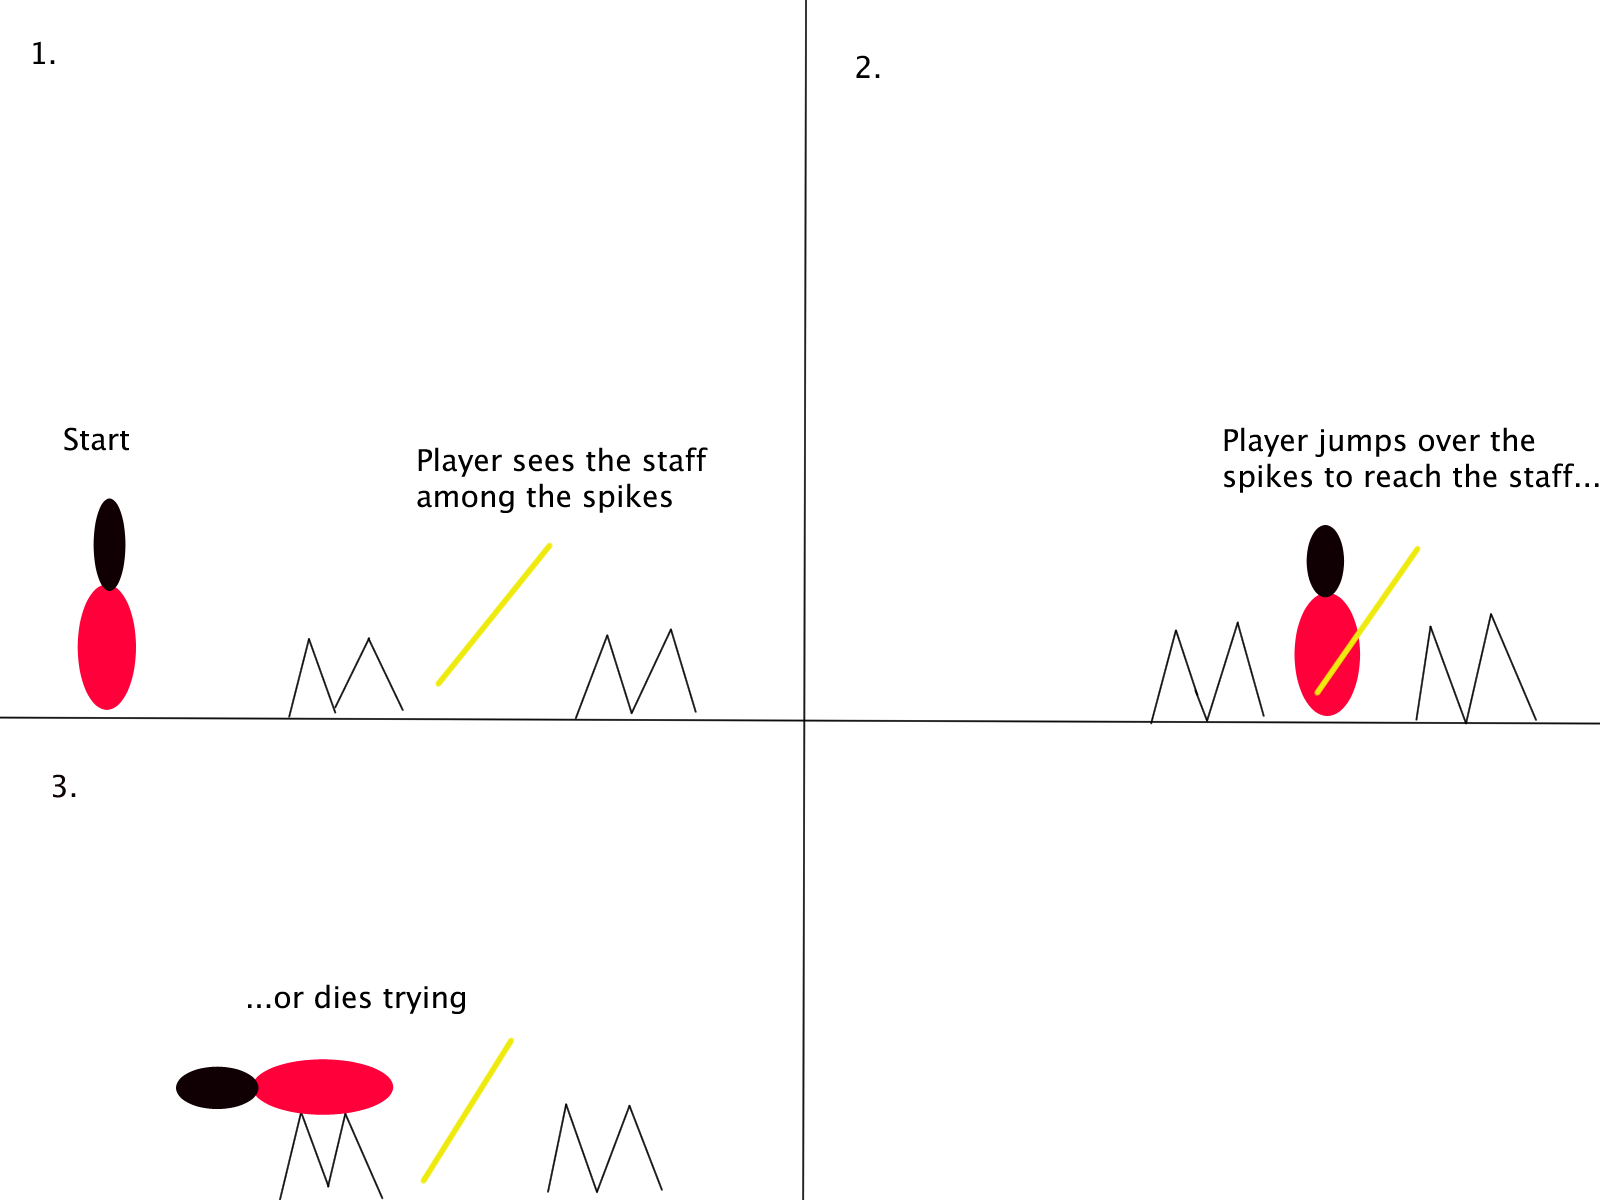 1.
Start
Player sees the staff
among the spikes
2.
Player jumps over the
spikes to reach the staff...
3.
...or dies trying